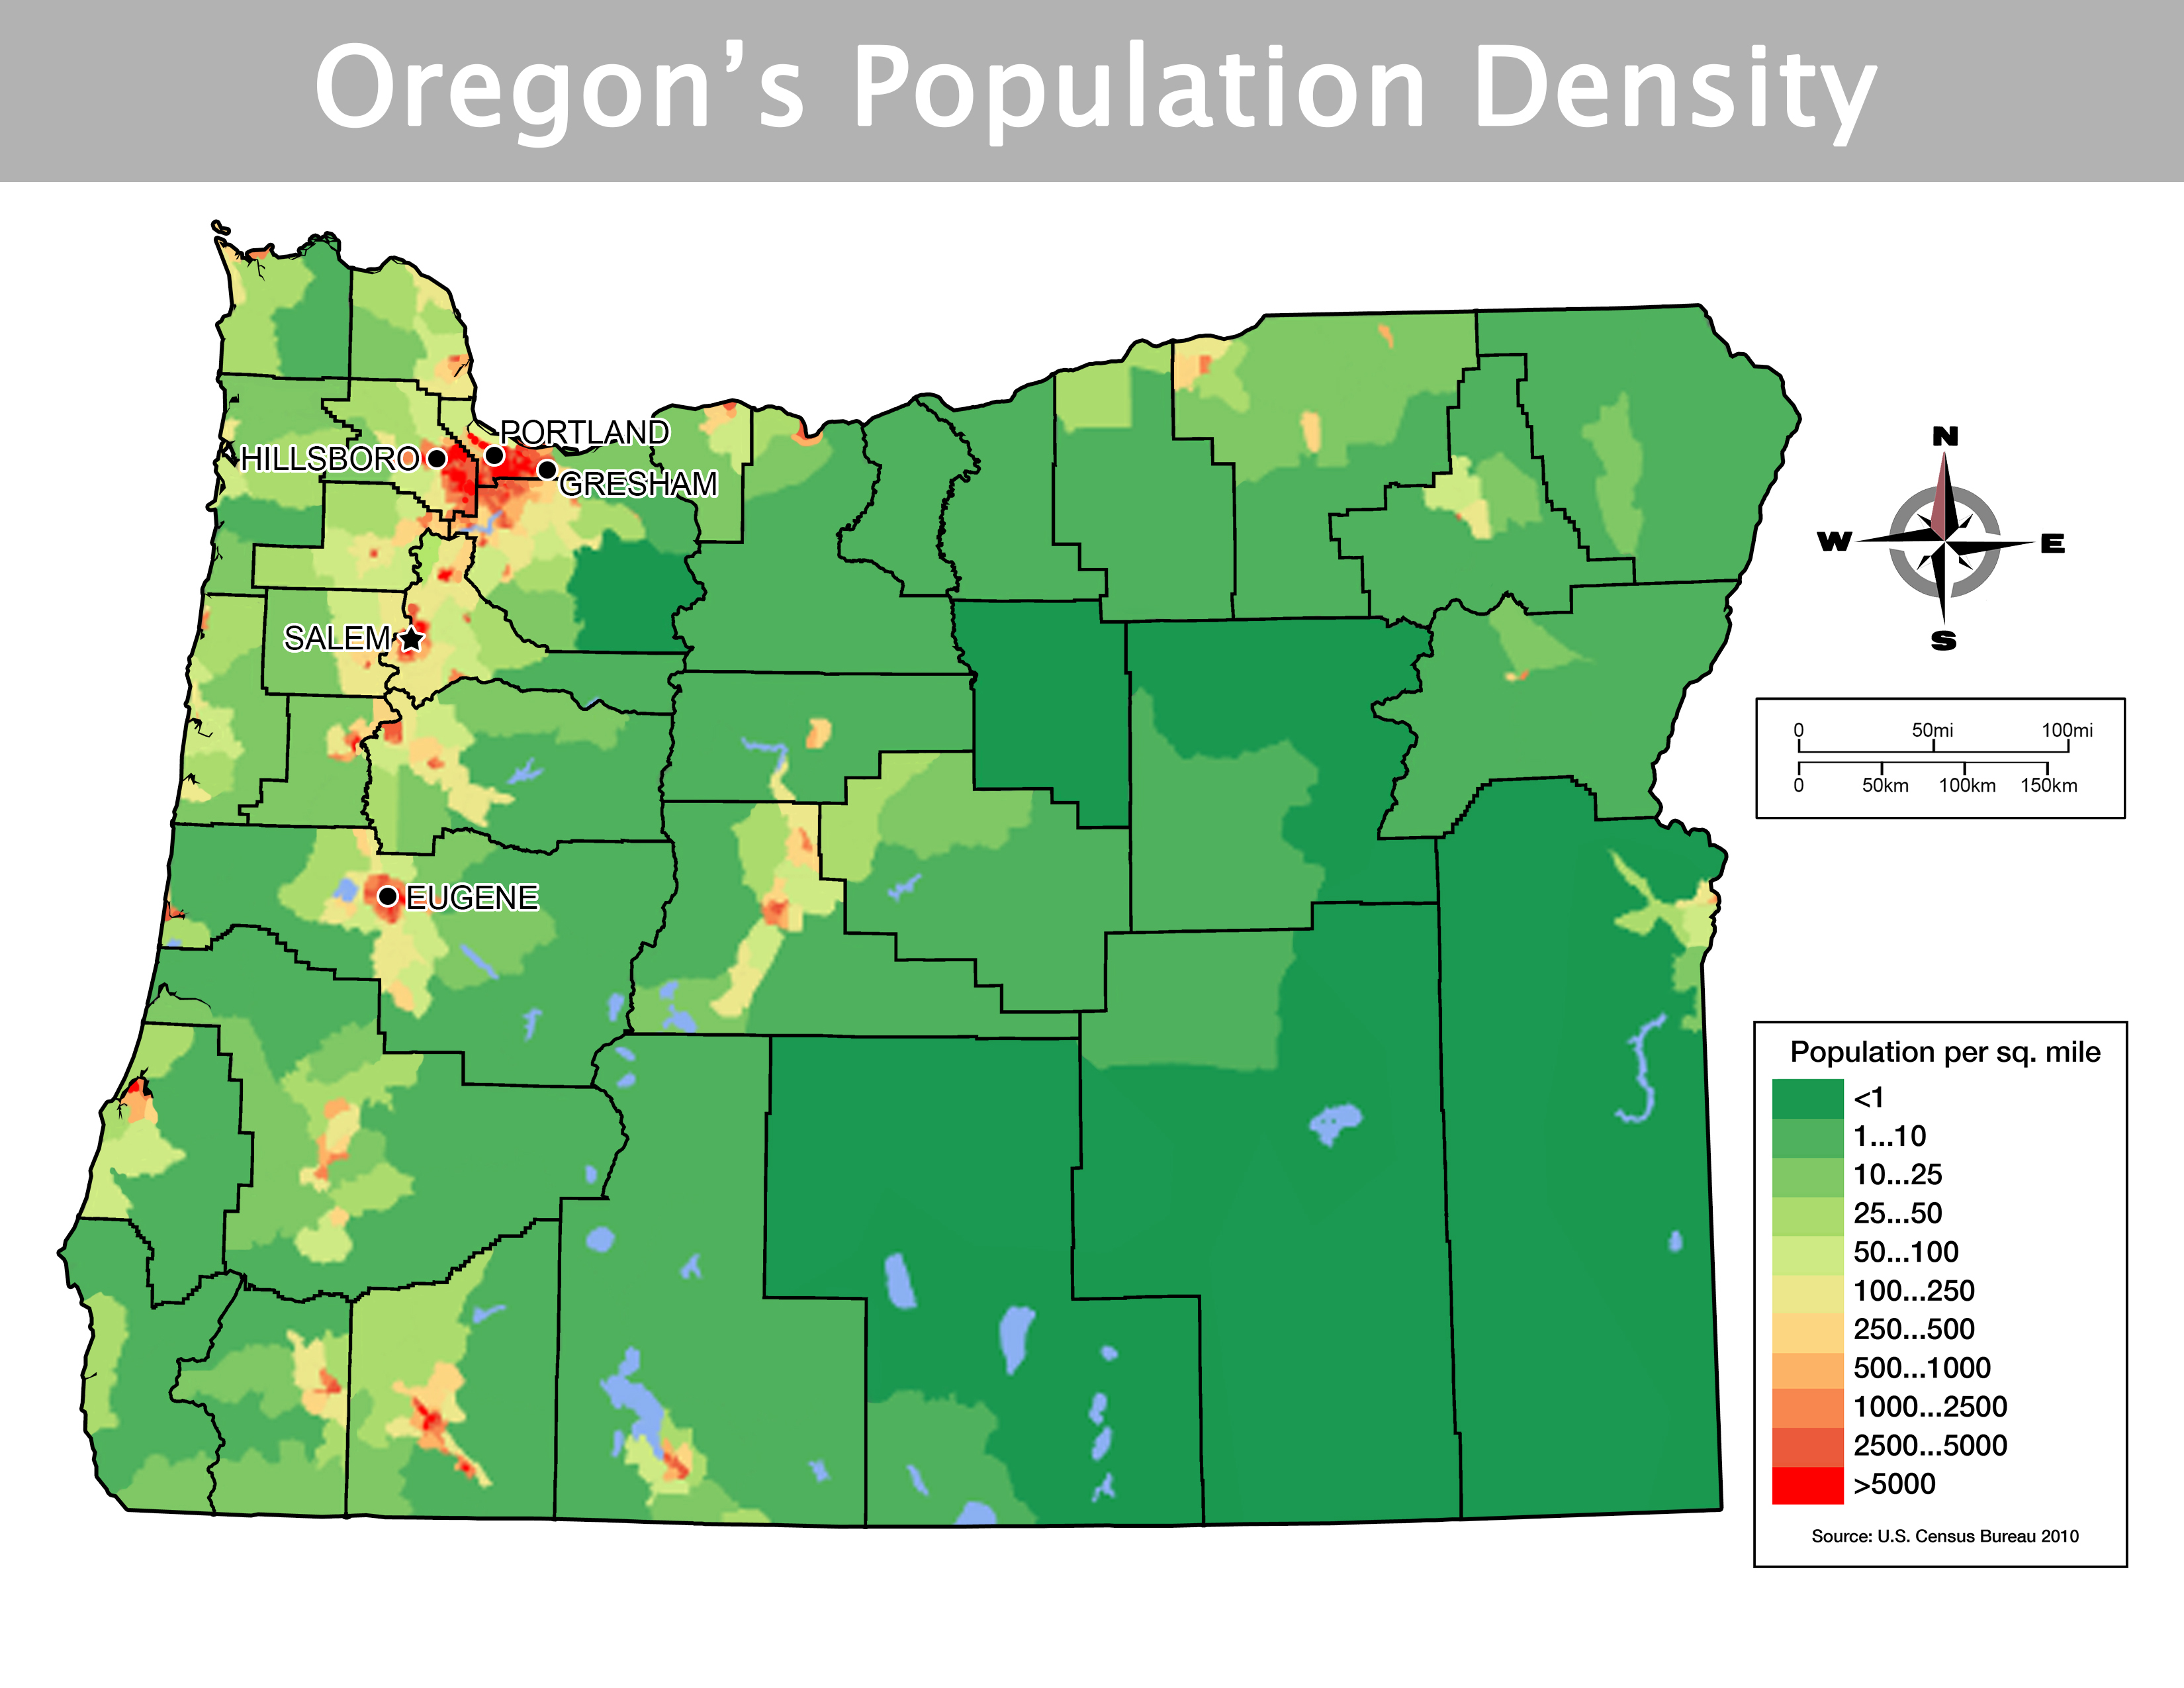 Oregon’s Population Density
PORTLAND
HILLSBORO
GRESHAM
SALEM
EUGENE
N
W
E
S
0 50mi 100mi
0 50km 100km 150km
Population per sq. mile
<1
1...10
10...25
25...50
50...100
100...250
250...500
500...1000
1000...2500
2500...5000
>5000
Source: U.S. Census Bureau 2010